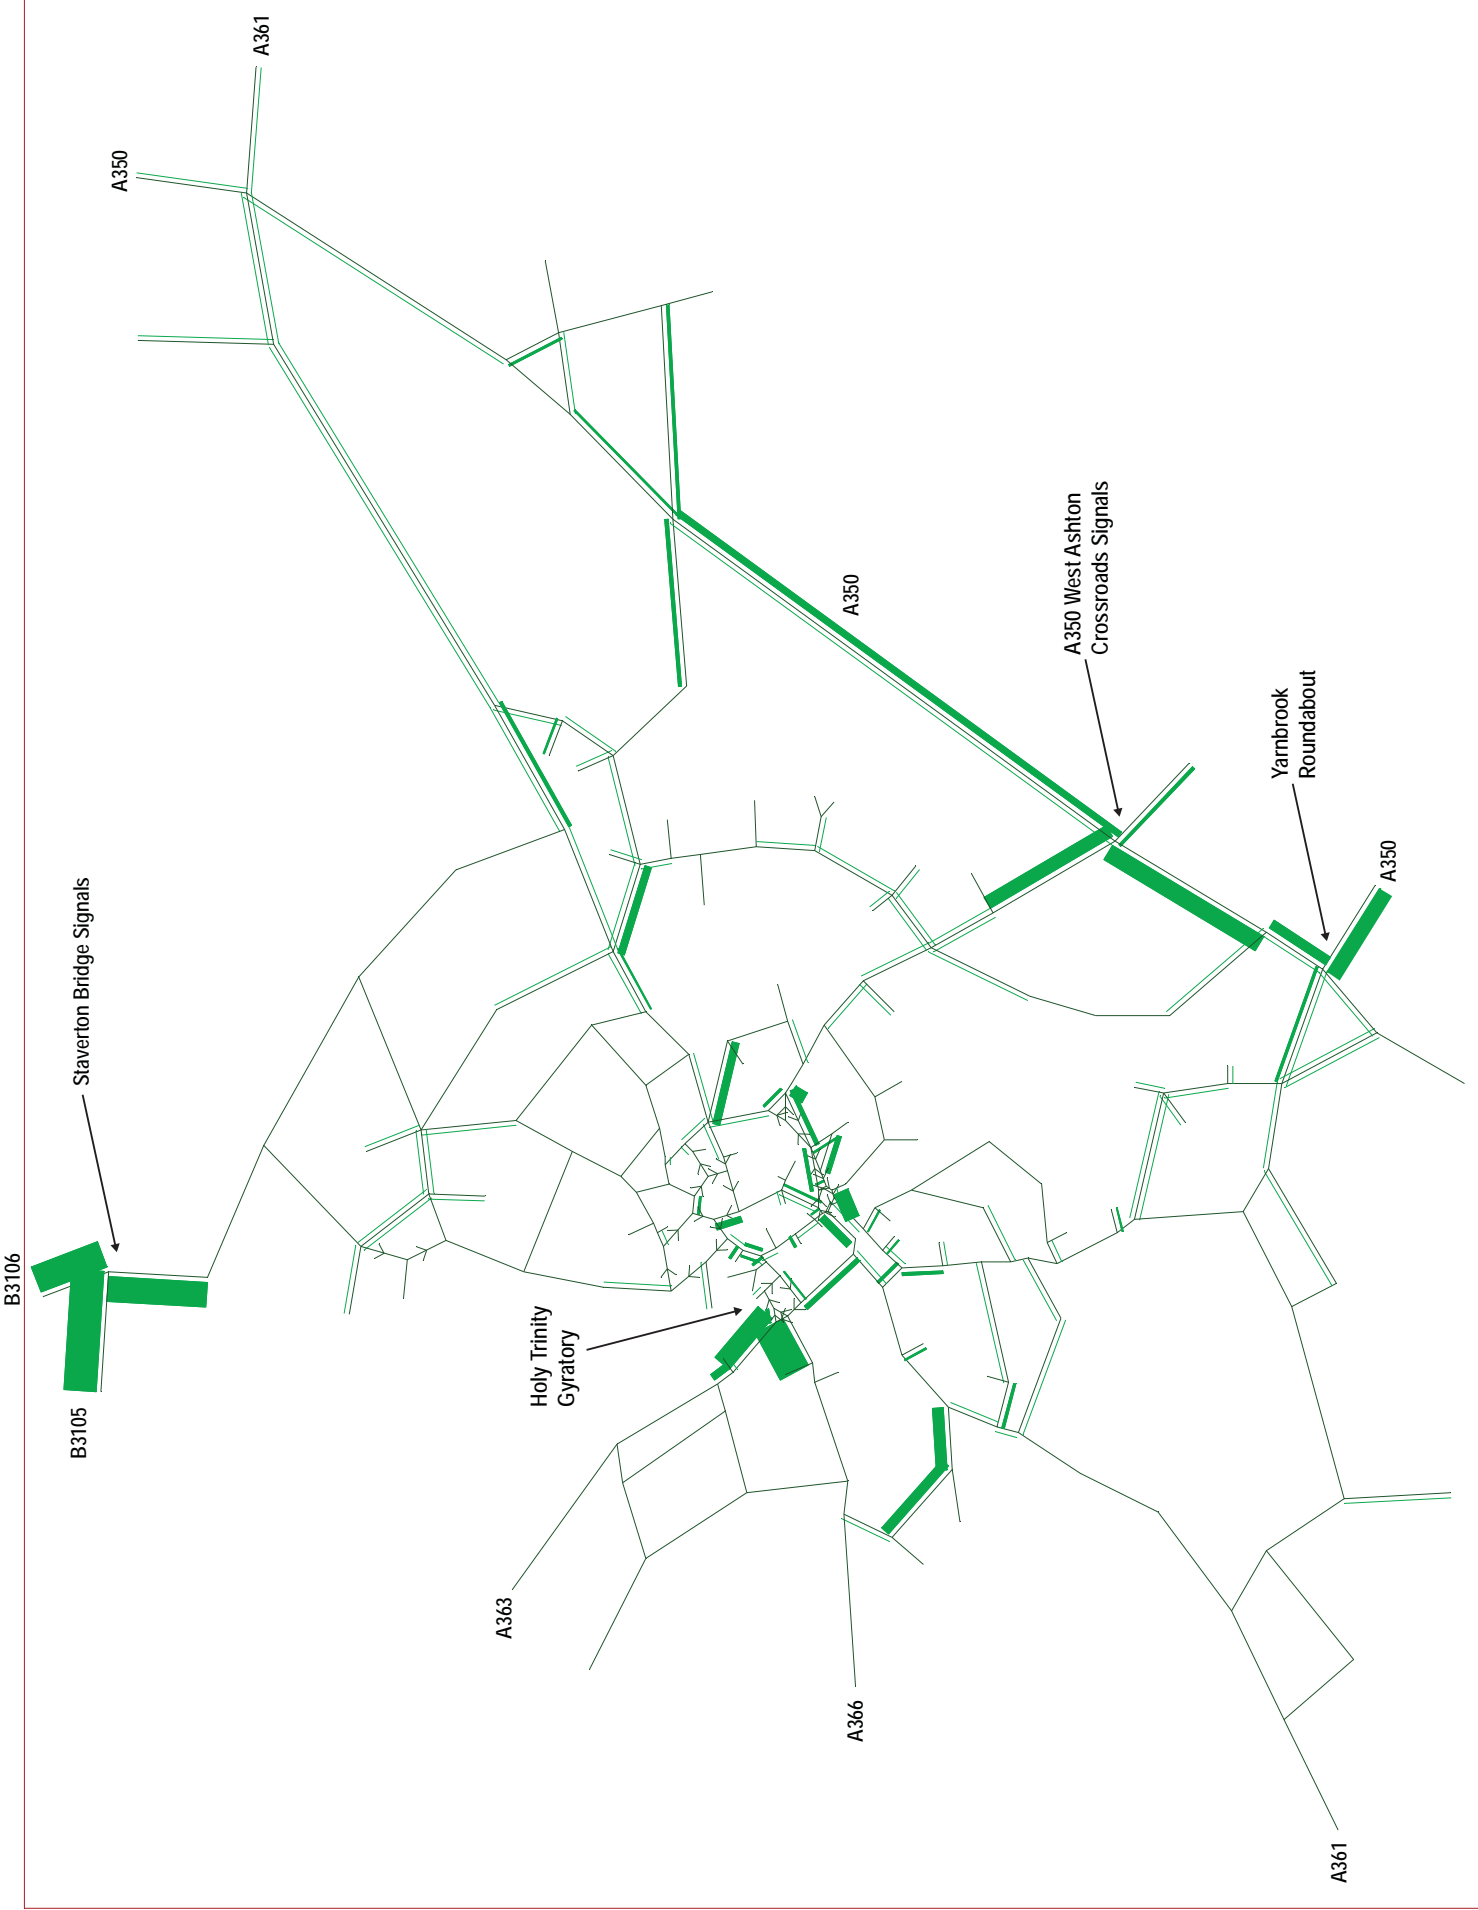 A361
A350
A350
A350 West Ashton
Crossroads Signals
Yarnbrook
Roundabout
A350
Staverton Bridge Signals
B3106
B3105
Holy Trinity
Gyratory
A363
A366
A361